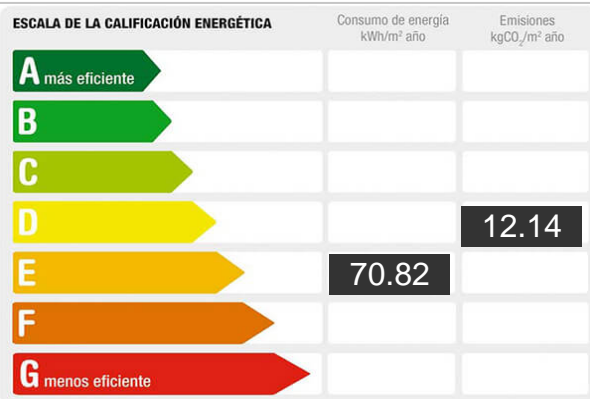 ESCALA DE LA CALIFICACIÓN ENERGÉTICA
Consumo de energía
kWh/m² año
Emisiones
kgCO₂/m² año
A más eficiente
B
C
D
12.14
E
70.82
F
G menos eficiente